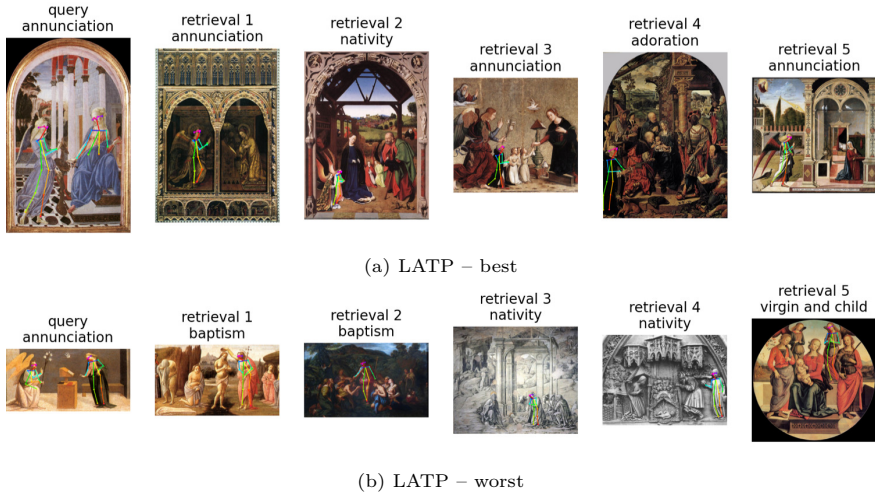 query
annunciation
retrieval 1
annunciation
retrieval 2
nativity
retrieval 3
annunciation
retrieval 4
adoration
retrieval 5
annunciation
(a) LATP – best
query
annunciation
retrieval 1
baptism
retrieval 2
baptism
retrieval 3
nativity
retrieval 4
nativity
retrieval 5
virgin and child
(b) LATP – worst